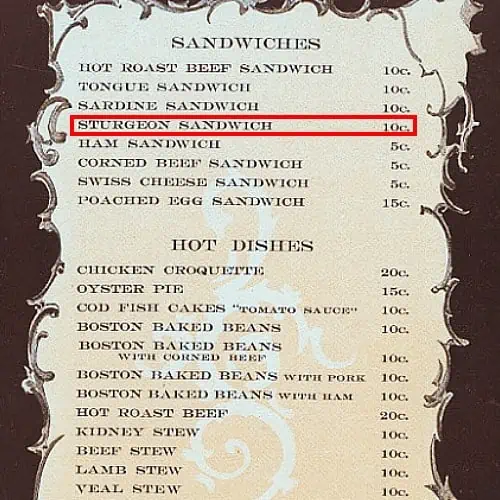 SANDWICHES
HOT ROAST BEEF SANDWICH 10c.
TONGUE SANDWICH 10c.
SARDINE SANDWICH 10c.
STURGEON SANDWICH 10c.
HAM SANDWICH 5c.
CORNED BEEF SANDWICH 5c.
SWISS CHEESE SANDWICH 5c.
POACHED EGG SANDWICH 15c.
HOT DISHES
CHICKEN CROQUETTE 20c.
OYSTER PIE 15c.
COD FISH CAKES "TOMATO SAUCE" 10c.
BOSTON BAKED BEANS 10c.
BOSTON BAKED BEANS
WITH CORNED BEEF 10c.
BOSTON BAKED BEANS WITH PORK 10c.
BOSTON BAKED BEANS WITH HAM 10c.
HOT ROAST BEEF 20c.
KIDNEY STEW 10c.
BEEF STEW 10c.
LAMB STEW 10c.
VEAL STEW 10c.